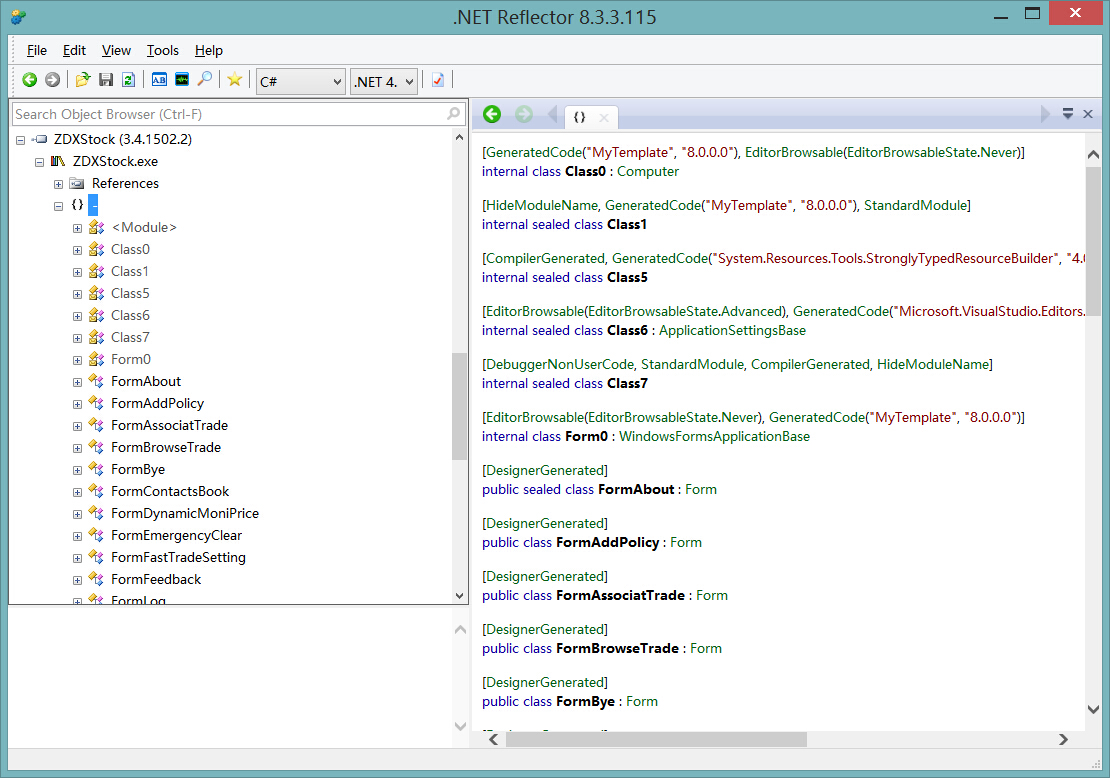 .NET Reflector 8.3.3.115
File Edit View Tools Help
C# .NET 4.
Search Object Browser (Ctrl-F)
ZDXStock (3.4.1502.2)
ZDXStock.exe
References
{} -
<Module>
Class0
Class1
Class5
Class6
Class7
Form0
FormAbout
FormAddPolicy
FormAssociatTrade
FormBrowseTrade
FormBye
FormContactsBook
FormDynamicMoniPrice
FormEmergencyClear
FormFastTradeSetting
FormFeedback
FormLog
{}
[GeneratedCode("MyTemplate", "8.0.0.0"), EditorBrowsable(EditorBrowsableState.Never)]
internal class Class0 : Computer
[HideModuleName, GeneratedCode("MyTemplate", "8.0.0.0"), StandardModule]
internal sealed class Class1
[CompilerGenerated, GeneratedCode("System.Resources.Tools.StronglyTypedResourceBuilder", "4.0
internal sealed class Class5
[EditorBrowsable(EditorBrowsableState.Advanced), GeneratedCode("Microsoft.VisualStudio.Editors.
internal sealed class Class6 : ApplicationSettingsBase
[DebuggerNonUserCode, StandardModule, CompilerGenerated, HideModuleName]
internal sealed class Class7
[EditorBrowsable(EditorBrowsableState.Never), GeneratedCode("MyTemplate", "8.0.0.0")]
internal class Form0 : WindowsFormsApplicationBase
[DesignerGenerated]
public sealed class FormAbout : Form
[DesignerGenerated]
public class FormAddPolicy : Form
[DesignerGenerated]
public class FormAssociatTrade : Form
[DesignerGenerated]
public class FormBrowseTrade : Form
[DesignerGenerated]
public class FormBye : Form